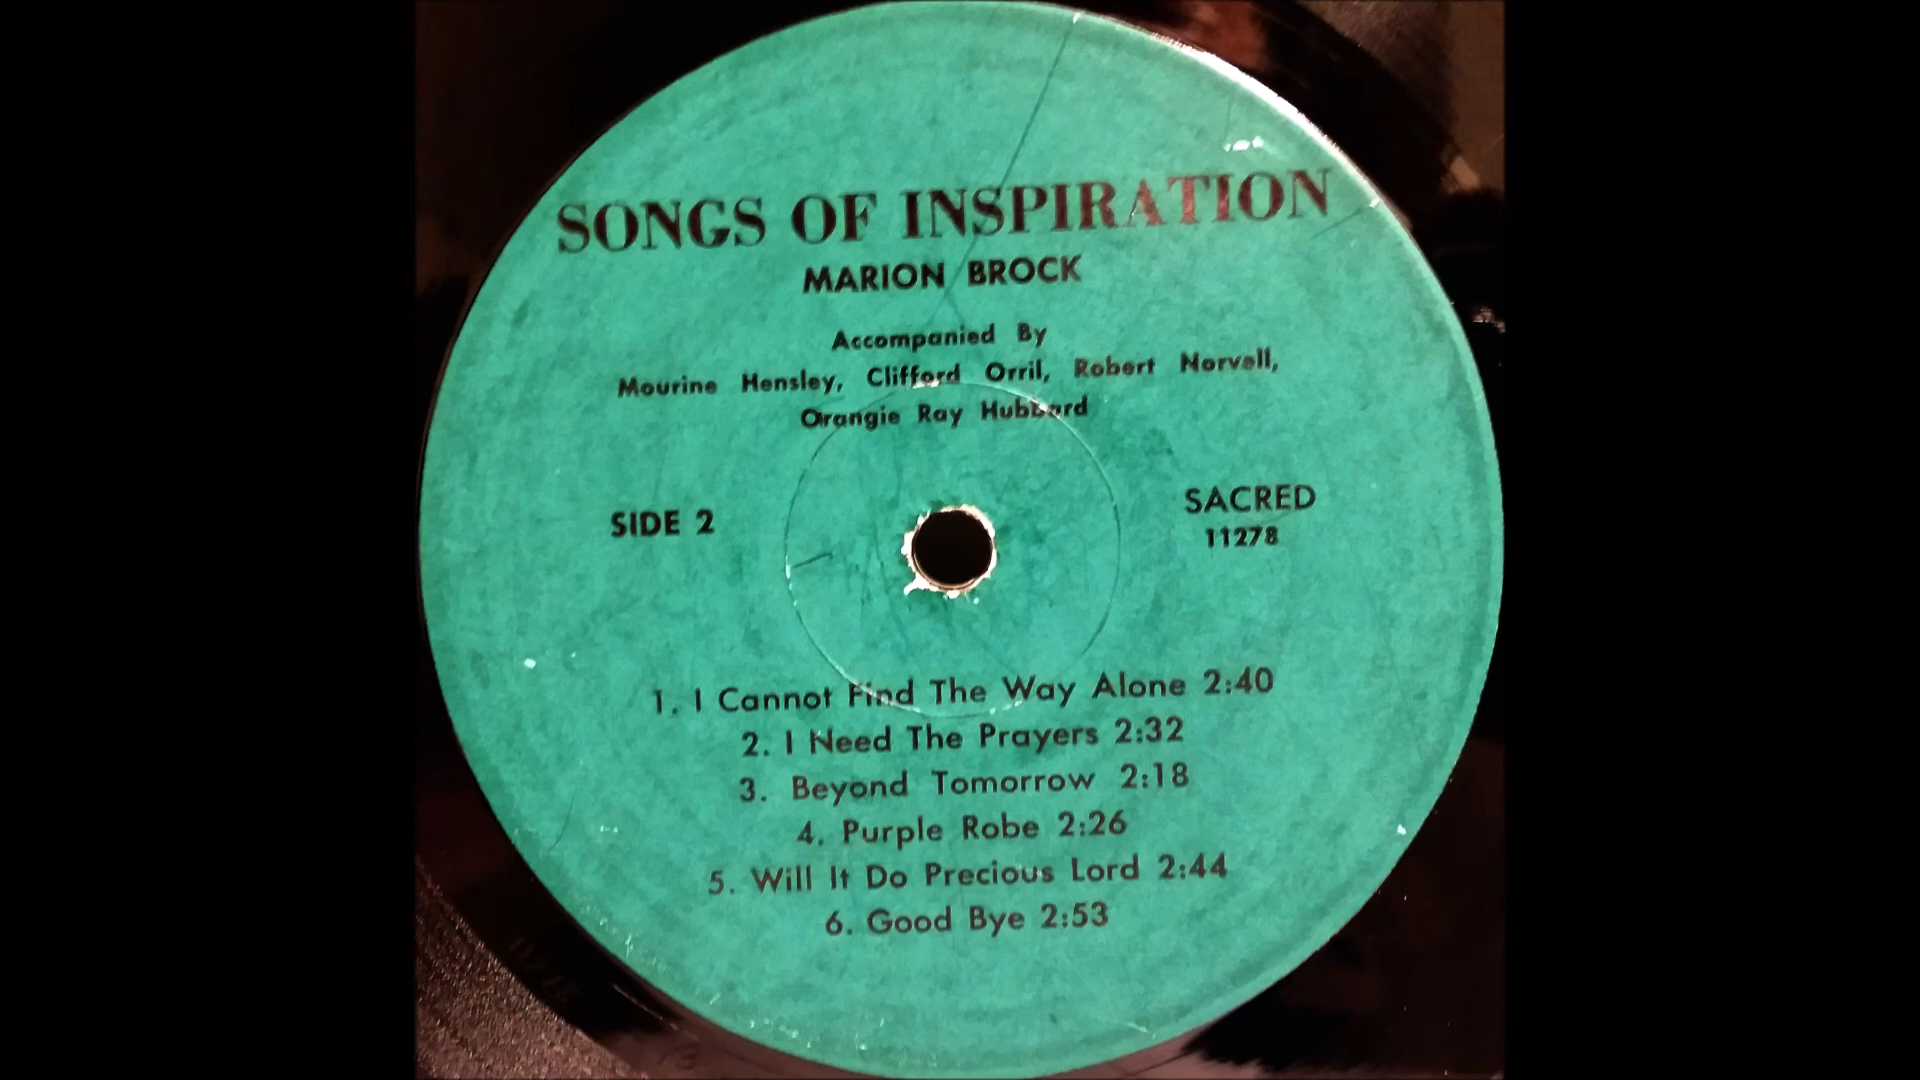 SONGS OF INSPIRATION
MARION BROCK
Accompanied By
Mourine Hensley, Clifford Orril, Robert Norvell,
Orangie Ray Hubbard
SIDE 2
SACRED
11278
1. I Cannot Find The Way Alone 2:40
2. I Need The Prayers 2:32
3. Beyond Tomorrow 2:18
4. Purple Robe 2:26
5. Will It Do Precious Lord 2:44
6. Good Bye 2:53